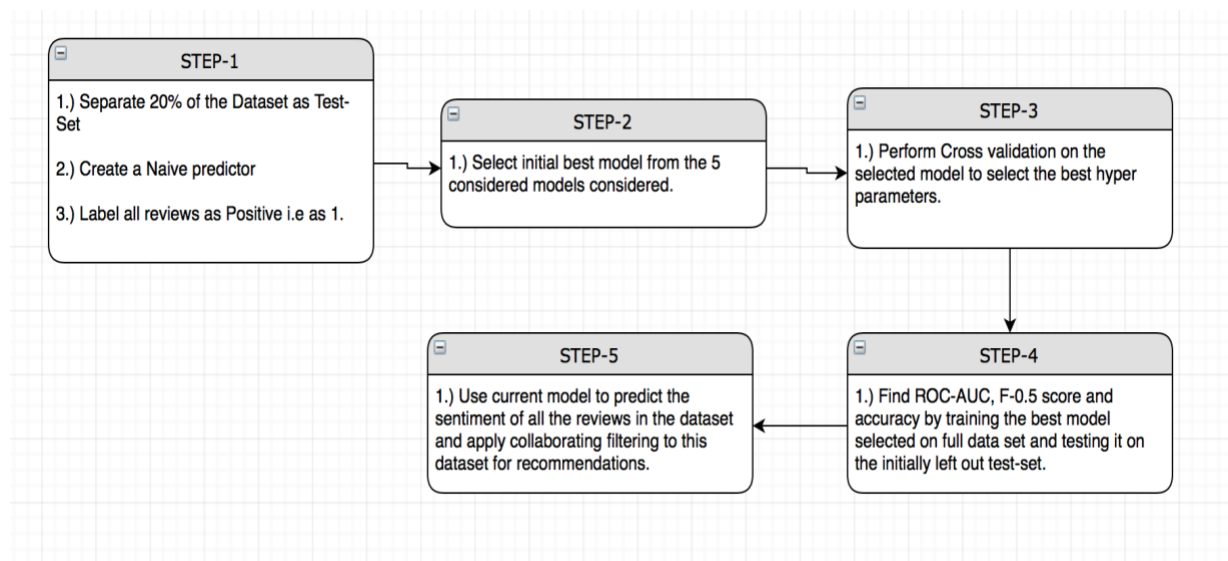 STEP-1
1.) Separate 20% of the Dataset as Test-
Set
2.) Create a Naive predictor
3.) Label all reviews as Positive i.e as 1.
STEP-2
1.) Select initial best model from the 5
considered models considered.
STEP-3
1.) Perform Cross validation on the
selected model to select the best hyper
parameters.
STEP-4
1.) Find ROC-AUC, F-0.5 score and
accuracy by training the best model
selected on full data set and testing it on
the initially left out test-set.
STEP-5
1.) Use current model to predict the
sentiment of all the reviews in the dataset
and apply collaborating filtering to this
dataset for recommendations.